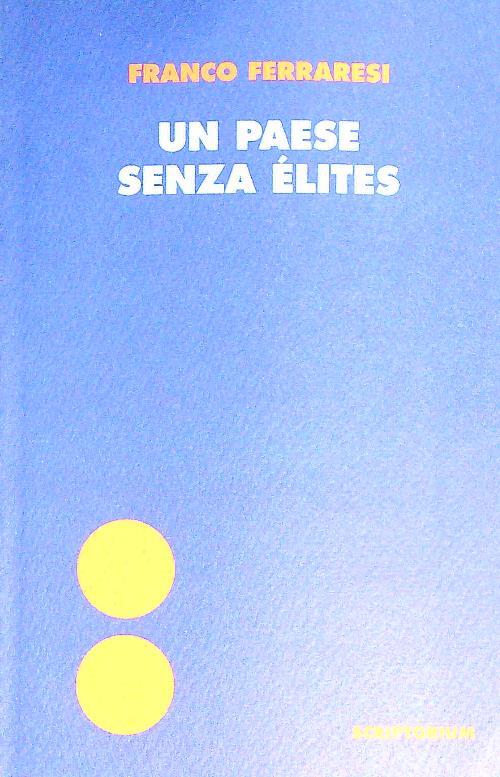 FRANCO FERRARESI
UN PAESE
SENZA ÉLITES
SCRIPTORIUM